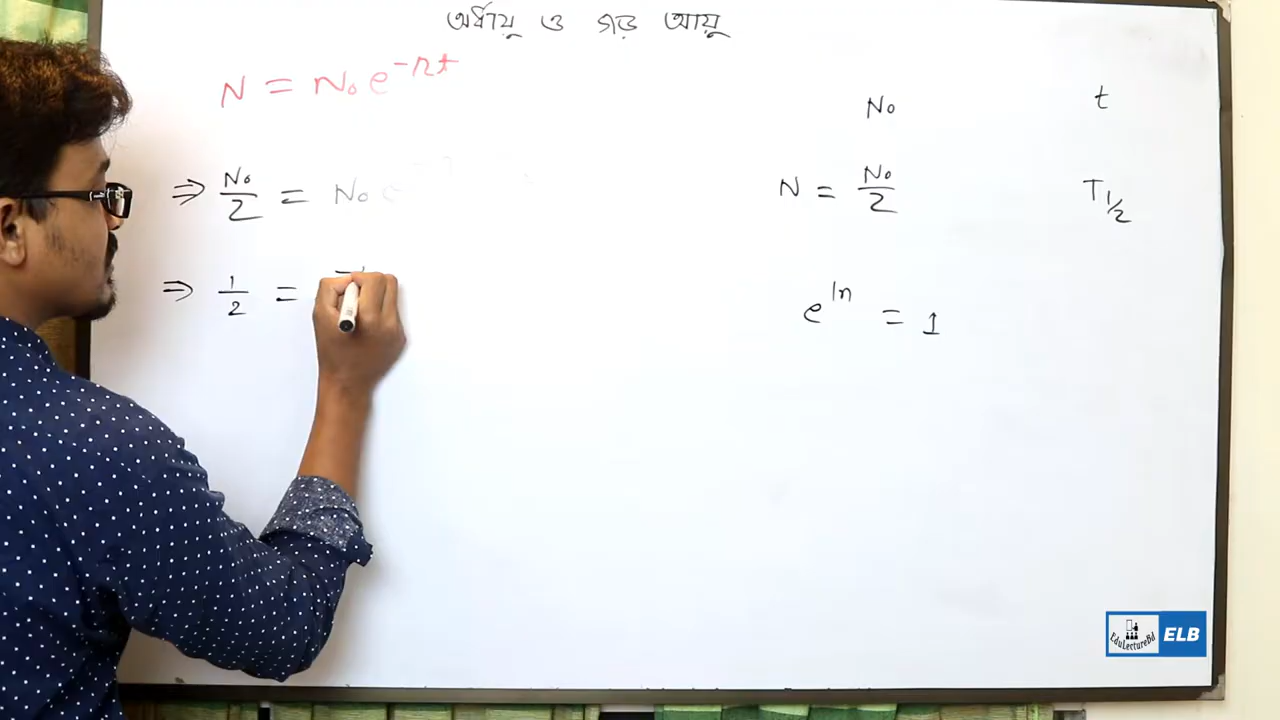 অর্ধায়ু ও গড় আয়ু
N = N₀ e^-λt
N₀ t
⇒ N₀/2 = N₀ e
N = N₀/2 T₁/₂
⇒ 1/2 =
e^ln = 1
EduLectureBd ELB